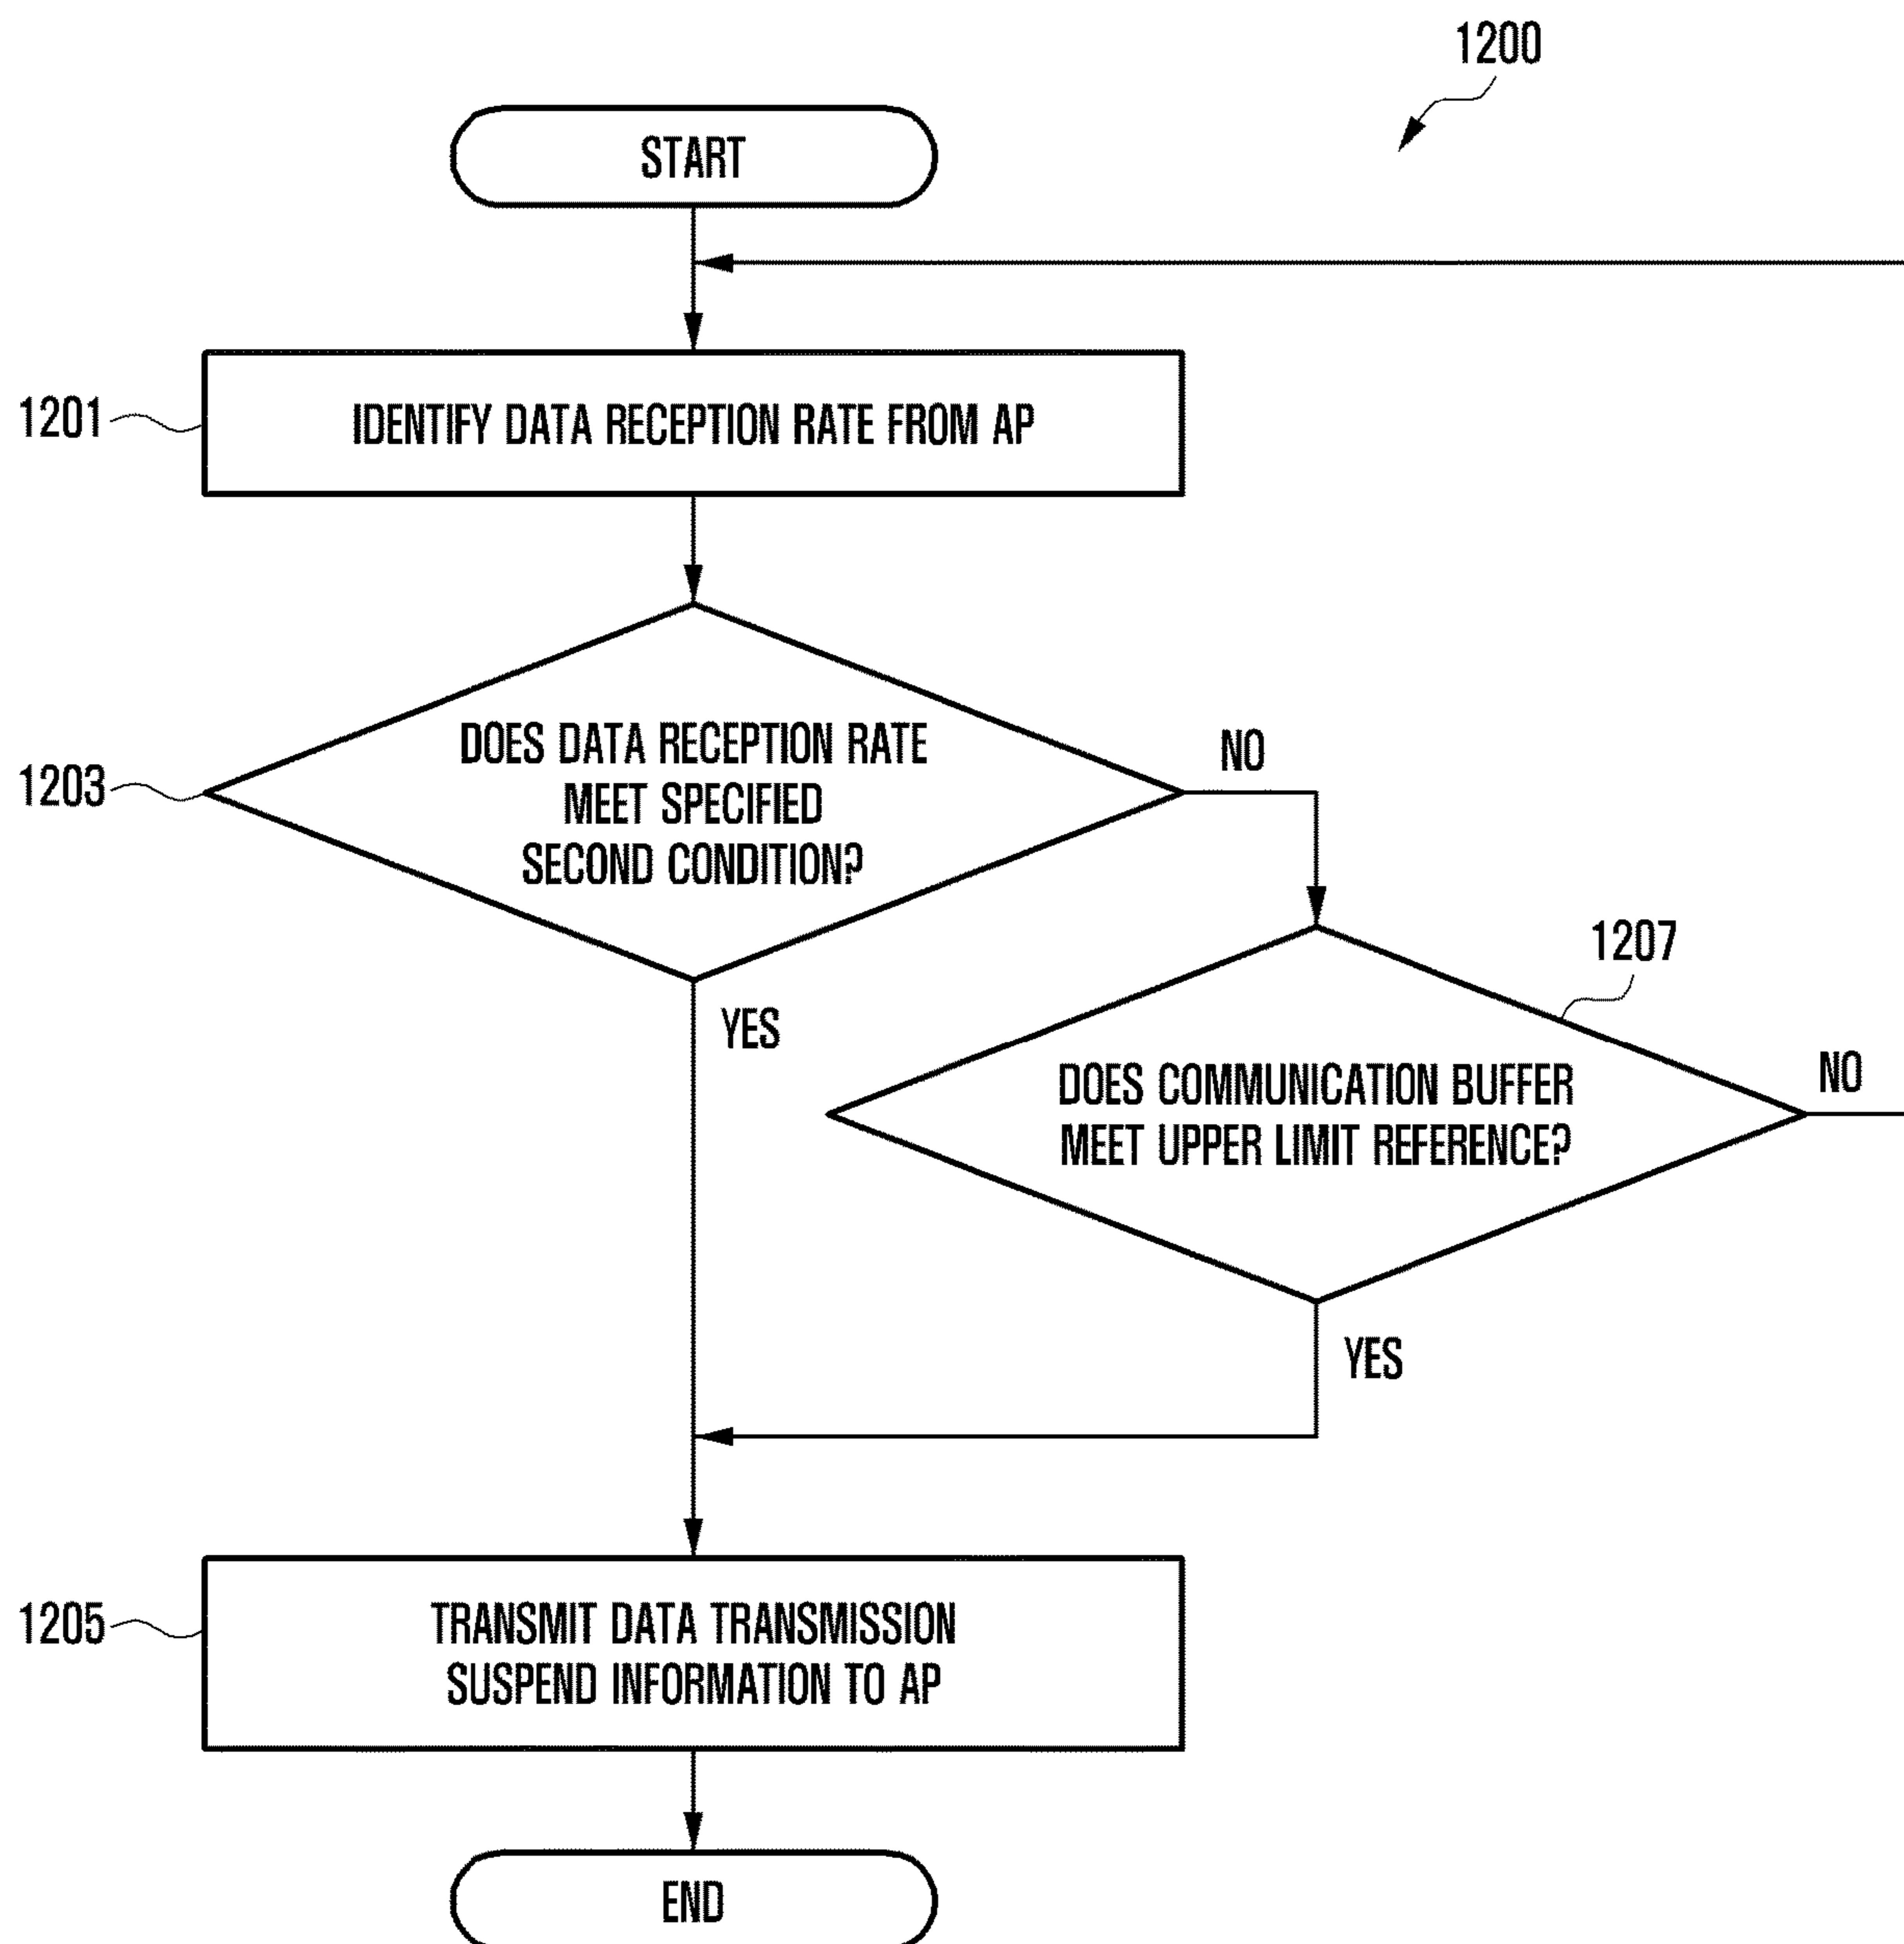 1200
START
1201
IDENTIFY DATA RECEPTION RATE FROM AP
1203
DOES DATA RECEPTION RATE
MEET SPECIFIED
SECOND CONDITION?
NO
YES
1207
DOES COMMUNICATION BUFFER
MEET UPPER LIMIT REFERENCE?
NO
YES
1205
TRANSMIT DATA TRANSMISSION
SUSPEND INFORMATION TO AP
END